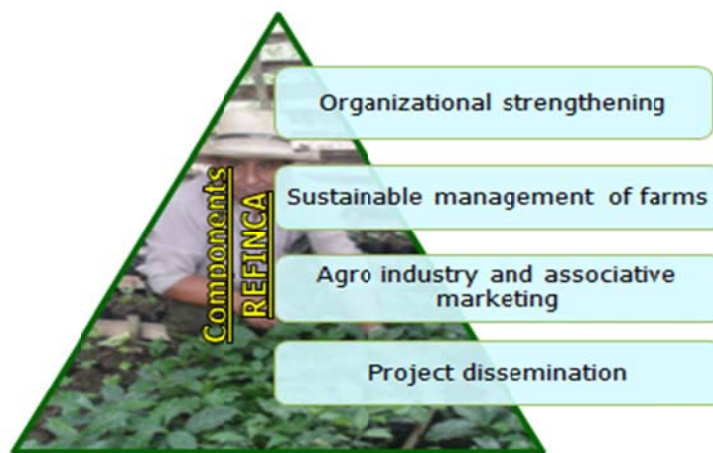 Components
REFINCA
Organizational strengthening
Sustainable management of farms
Agro industry and associative
marketing
Project dissemination